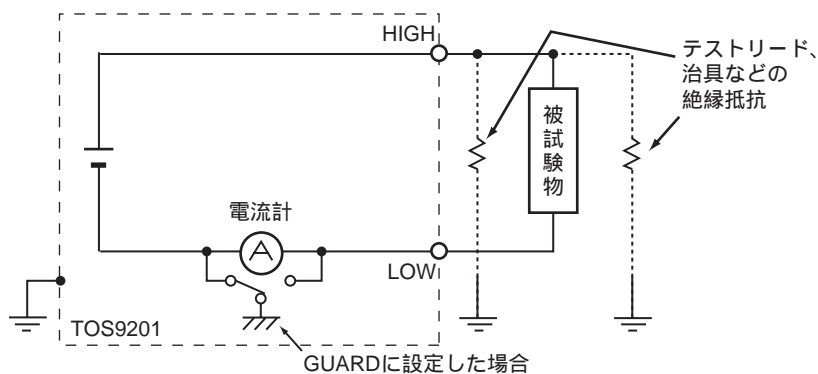 HIGH
テストリード、
治具などの
絶縁抵抗
被試験物
電流計
A
LOW
TOS9201
GUARDに設定した場合